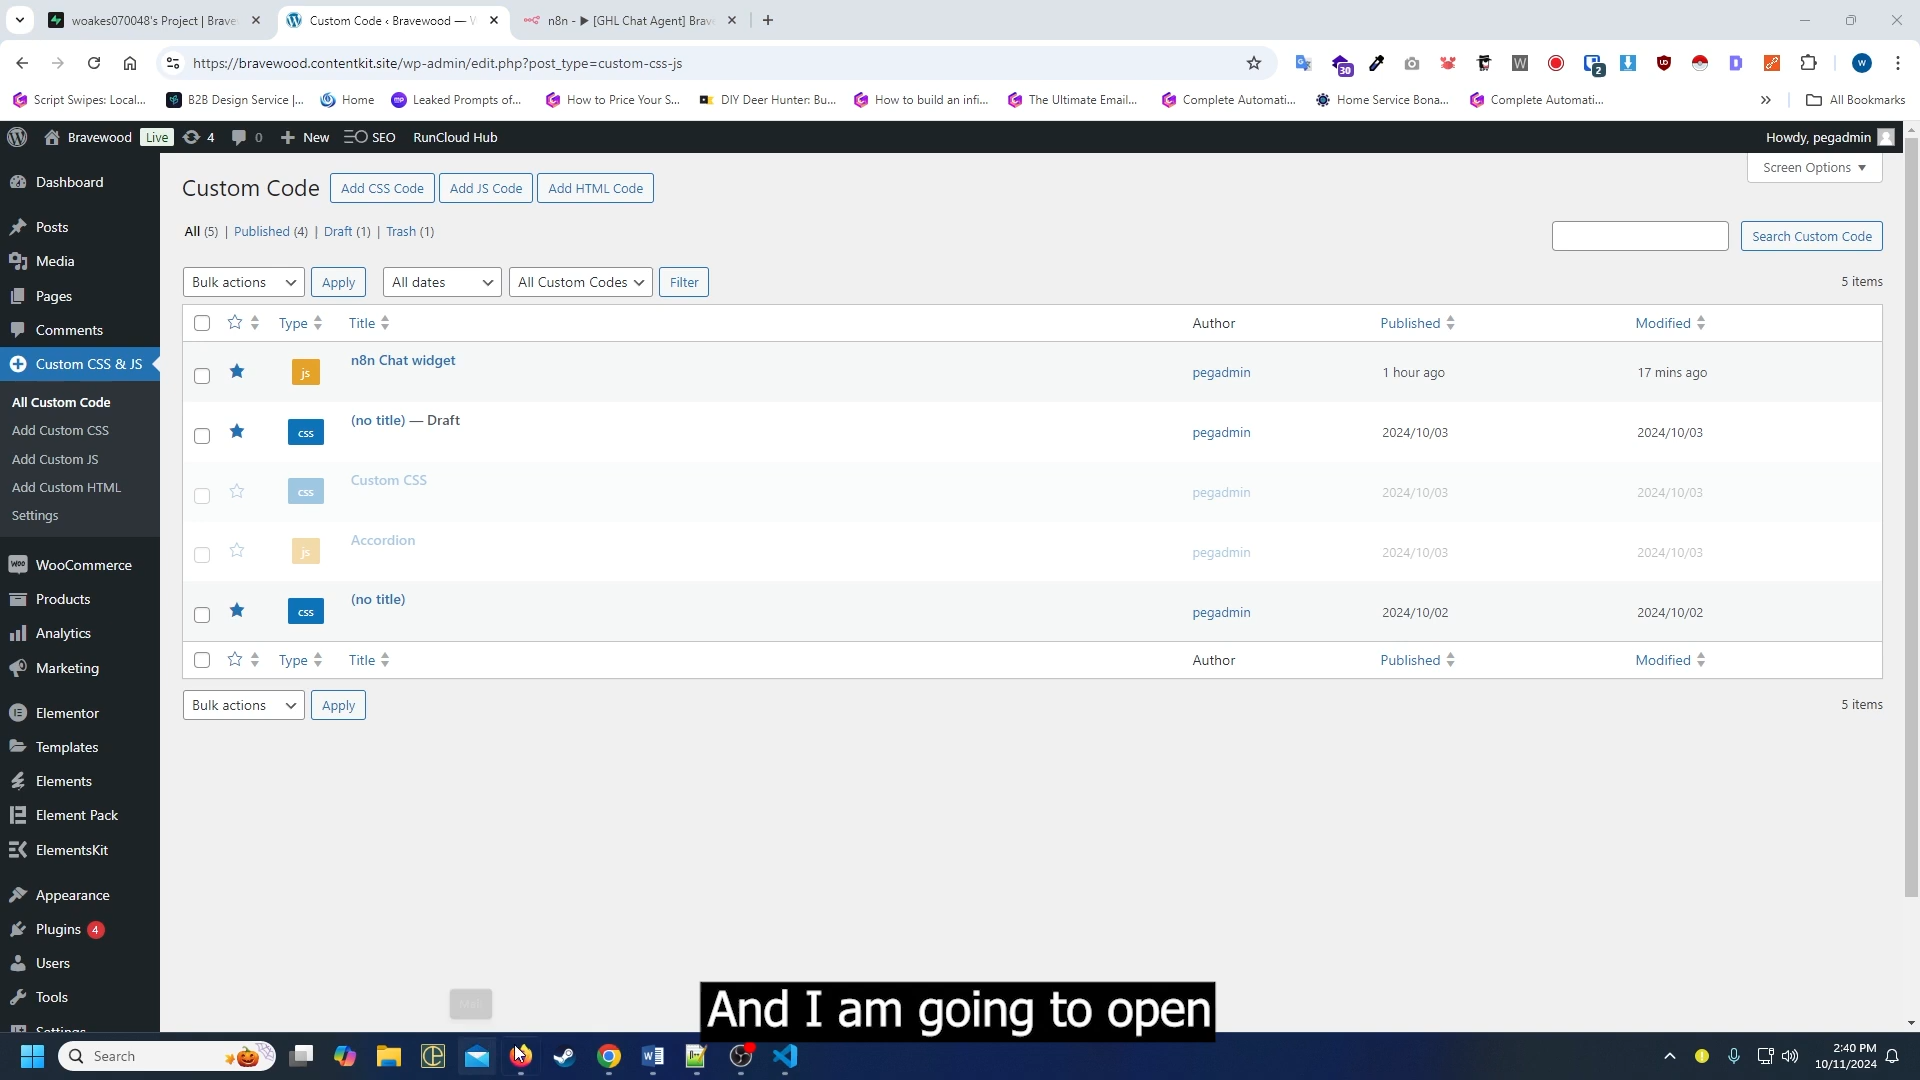 woakes070048's Project | Brave
Custom Code ‹ Bravewood — W
n8n - ▶ [GHL Chat Agent] Brav
https://bravewood.contentkit.site/wp-admin/edit.php?post_type=custom-css-js
30
W
2
W
Script Swipes: Local...
B2B Design Service |...
Home
Leaked Prompts of...
How to Price Your S...
DIY Deer Hunter: Bu...
How to build an infi...
The Ultimate Email...
Complete Automati...
Home Service Bona...
Complete Automati...
»
All Bookmarks
Bravewood
Live
4
0
New
SEO
RunCloud Hub
Howdy, pegadmin
Dashboard
Posts
Media
Pages
Comments
Custom CSS & JS
All Custom Code
Add Custom CSS
Add Custom JS
Add Custom HTML
Settings
WooCommerce
Products
Analytics
Marketing
Elementor
Templates
Elements
Element Pack
ElementsKit
Appearance
Plugins 4
Users
Tools
Settings
Custom Code
Add CSS Code
Add JS Code
Add HTML Code
Screen Options
All (5) | Published (4) | Draft (1) | Trash (1)
Search Custom Code
Bulk actions
Apply
All dates
All Custom Codes
Filter
5 items
Type Title Author Published Modified
js n8n Chat widget pegadmin 1 hour ago 17 mins ago
css (no title) — Draft pegadmin 2024/10/03 2024/10/03
css Custom CSS pegadmin 2024/10/03 2024/10/03
js Accordion pegadmin 2024/10/03 2024/10/03
css (no title) pegadmin 2024/10/02 2024/10/02
Type Title Author Published Modified
Bulk actions
Apply
5 items
And I am going to open
Search
2:40 PM
10/11/2024